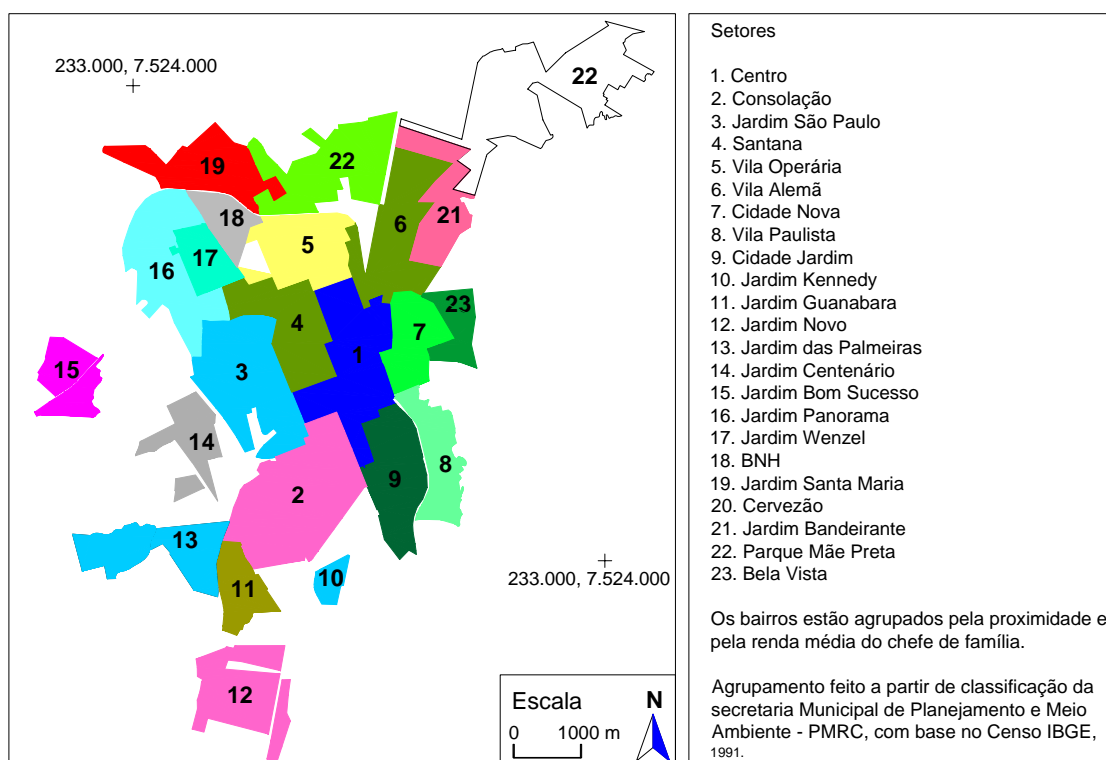 233.000, 7.524.000
22
19
22
6
21
18
5
17
16
23
7
4
1
3
15
14
8
9
2
13
10
11
12
233.000, 7.524.000
Escala
N
0 1000 m
Setores
1. Centro
2. Consolação
3. Jardim São Paulo
4. Santana
5. Vila Operária
6. Vila Alemã
7. Cidade Nova
8. Vila Paulista
9. Cidade Jardim
10. Jardim Kennedy
11. Jardim Guanabara
12. Jardim Novo
13. Jardim das Palmeiras
14. Jardim Centenário
15. Jardim Bom Sucesso
16. Jardim Panorama
17. Jardim Wenzel
18. BNH
19. Jardim Santa Maria
20. Cervezão
21. Jardim Bandeirante
22. Parque Mãe Preta
23. Bela Vista
Os bairros estão agrupados pela proximidade e
pela renda média do chefe de família.
Agrupamento feito a partir de classificação da
secretaria Municipal de Planejamento e Meio
Ambiente - PMRC, com base no Censo IBGE,
1991.